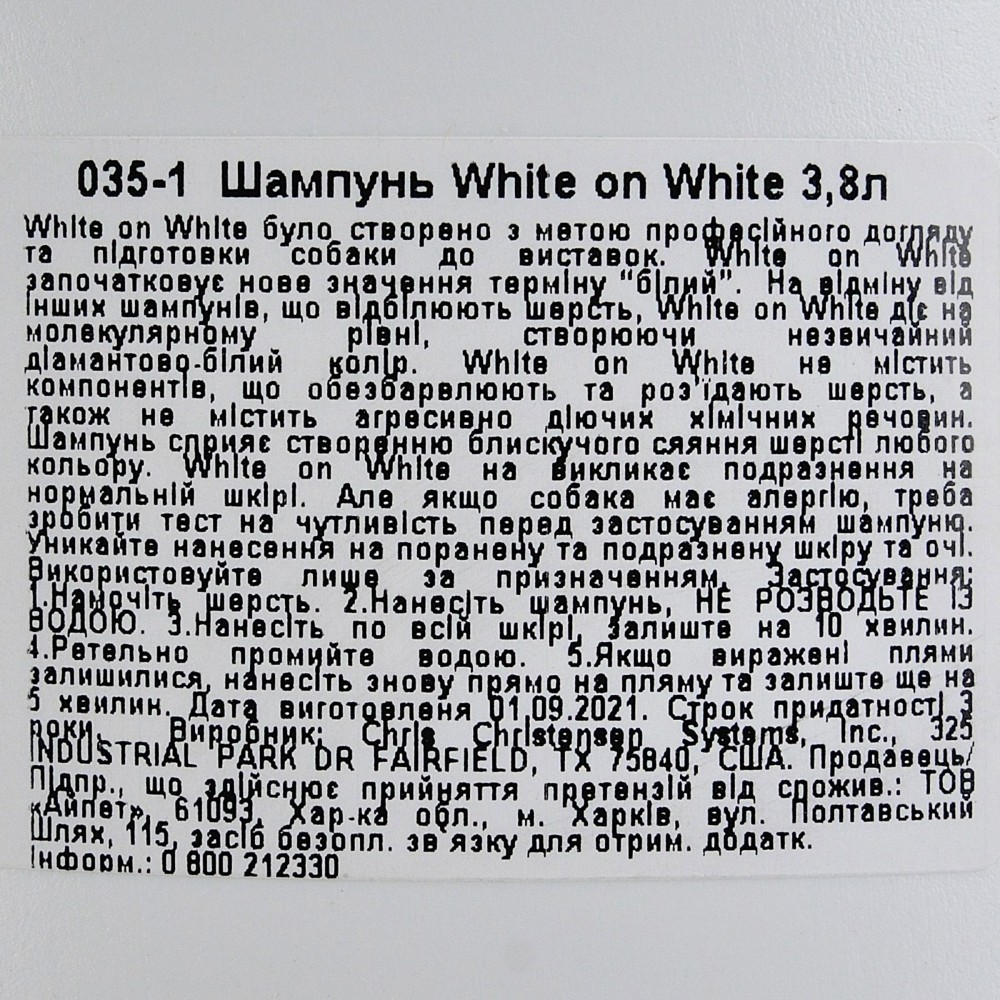 035-1 Шампунь White on White 3,8л
White on White було створено з метою професійного догляду
та підготовки собаки до виставок. White on White
започатковує нове значення терміну “білий”. На відміну від
інших шампунів, що відбілюють шерсть, White on White діє на
молекулярному рівні, створюючи незвичайний
діамантово-білий колір. White on White не містить
компонентів, що обезбарвлюють та роз'їдають шерсть, а
також не містить агресивно діючих хімічних речовин.
Шампунь сприяє створенню блискучого сяяння шерсті любого
кольору. White on White на викликає подразнення на
нормальній шкірі. Але якщо собака має алергію, треба
зробити тест на чутливість перед застосуванням шампуню.
Уникайте нанесення на поранену та подразнену шкіру та очі.
Використовуйте лише за призначенням. Застосування:
1.Намочіть шерсть. 2.Нанесіть шампунь, НЕ РОЗВОДЬТЕ ІЗ
ВОДОЮ. 3.Нанесіть по всій шкірі, залиште на 10 хвилин.
4.Ретельно промийте водою. 5.Якщо виражені плями
залишилися, нанесіть знову прямо на пляму та залиште ще на
5 хвилин. Дата виготовленя 01.09.2021. Строк придатності 3
роки. Виробник: Chris Christensen Systems, Inc., 325
INDUSTRIAL PARK DR FAIRFIELD, TX 75840, США. Продавець/
Підпр., що здійснює прийняття претензій від спожив.: ТОВ
«Айпет», 61093, Хар-ка обл., м. Харків, вул. Полтавський
Шлях, 115, засіб безопл. зв язку для отрим. додатк.
інформ.: 0 800 212330